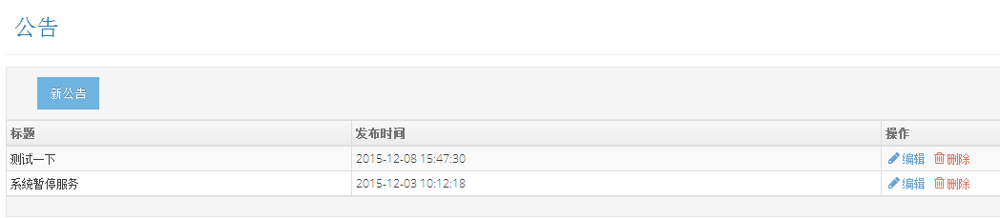 公告
新公告
标题 发布时间 操作
测试一下 2015-12-08 15:47:30 编辑 删除
系统暂停服务 2015-12-03 10:12:18 编辑 删除